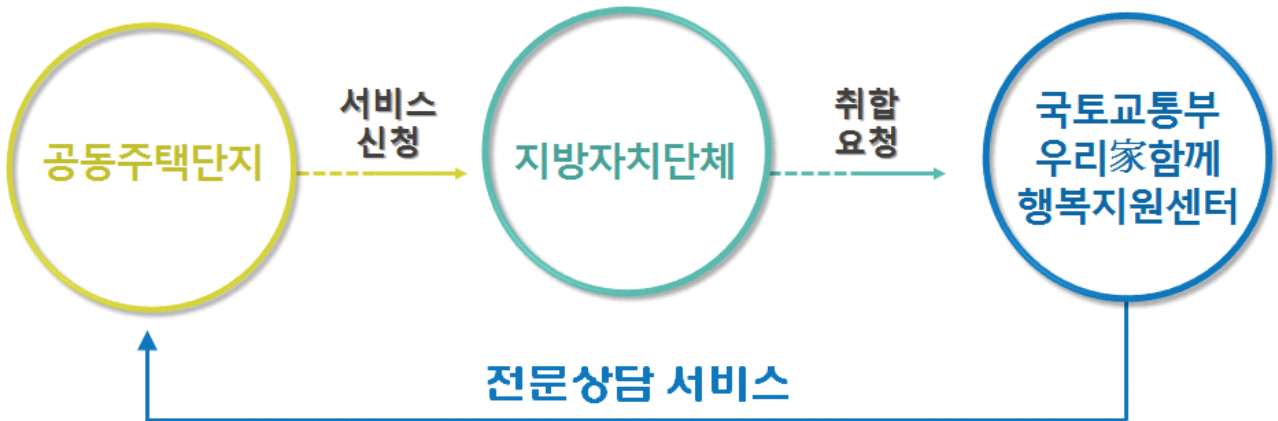 공동주택단지
서비스
신청
지방자치단체
취합
요청
국토교통부
우리家함께
행복지원센터
전문상담 서비스